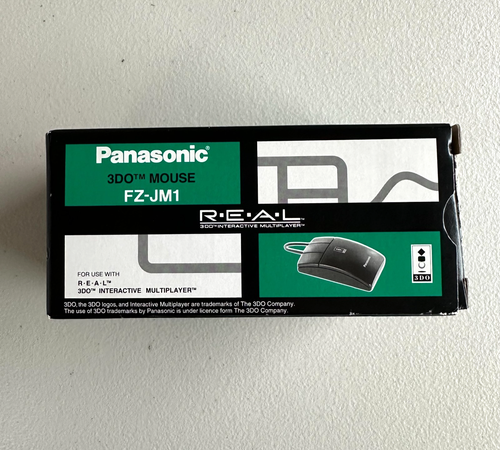 Panasonic®
3DO™ MOUSE
FZ-JM1
R·E·A·L™
3DO™ INTERACTIVE MULTIPLAYER™
FOR USE WITH
R·E·A·L™
3DO™ INTERACTIVE MULTIPLAYER™
Panasonic
3DO
3DO, the 3DO logos, and Interactive Multiplayer are trademarks of The 3DO Company.
The use of 3DO trademarks by Panasonic is under licence form The 3DO Company.